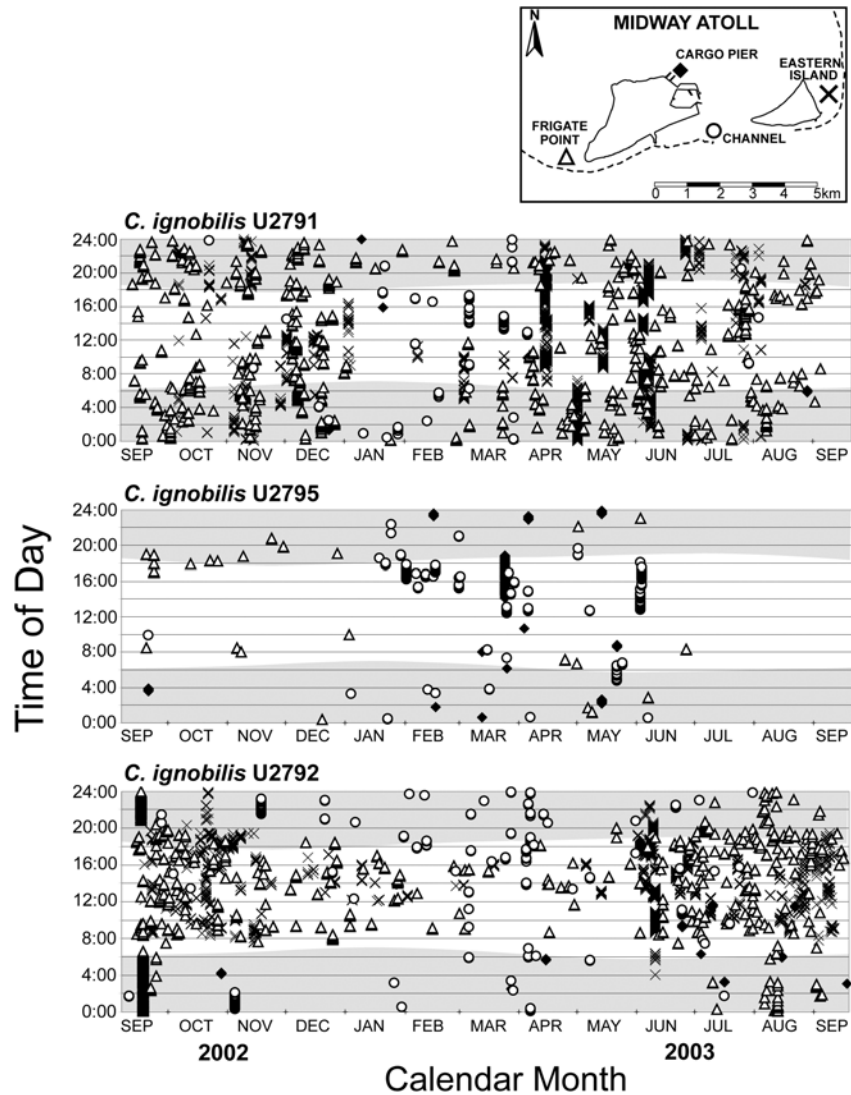 N
MIDWAY ATOLL
CARGO PIER
EASTERN
ISLAND
FRIGATE
POINT
CHANNEL
0 1 2 3 4 5km
C. ignobilis U2791
24:00
20:00
16:00
12:00
8:00
4:00
0:00
SEP OCT NOV DEC JAN FEB MAR APR MAY JUN JUL AUG SEP
C. ignobilis U2795
24:00
20:00
16:00
12:00
8:00
4:00
0:00
SEP OCT NOV DEC JAN FEB MAR APR MAY JUN JUL AUG SEP
Time of Day
C. ignobilis U2792
24:00
20:00
16:00
12:00
8:00
4:00
0:00
SEP OCT NOV DEC JAN FEB MAR APR MAY JUN JUL AUG SEP
2002 2003
Calendar Month